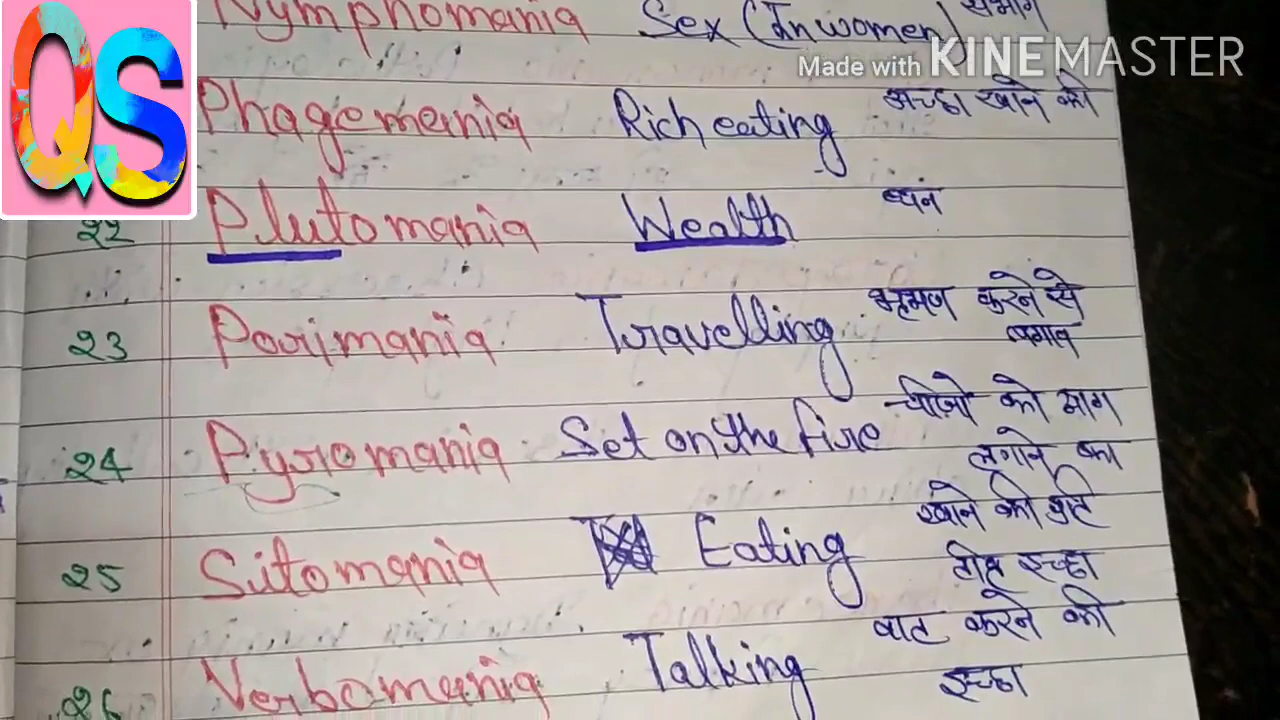 QS
Made with KINEMASTER
Nymphomania Sex (In women) संभोग
Phagomania Rich eating अच्छा खाने की
22 Plutomania Wealth धन
23 Porimania Travelling भ्रमण करने से
लगाव
24 Pyromania Set on the fire चीजो को आग
लगाने का
25 Sitomania Eating खाने की प्रति
तीव्र इच्छा
26 Verbomania Talking बात करने की
इच्छा